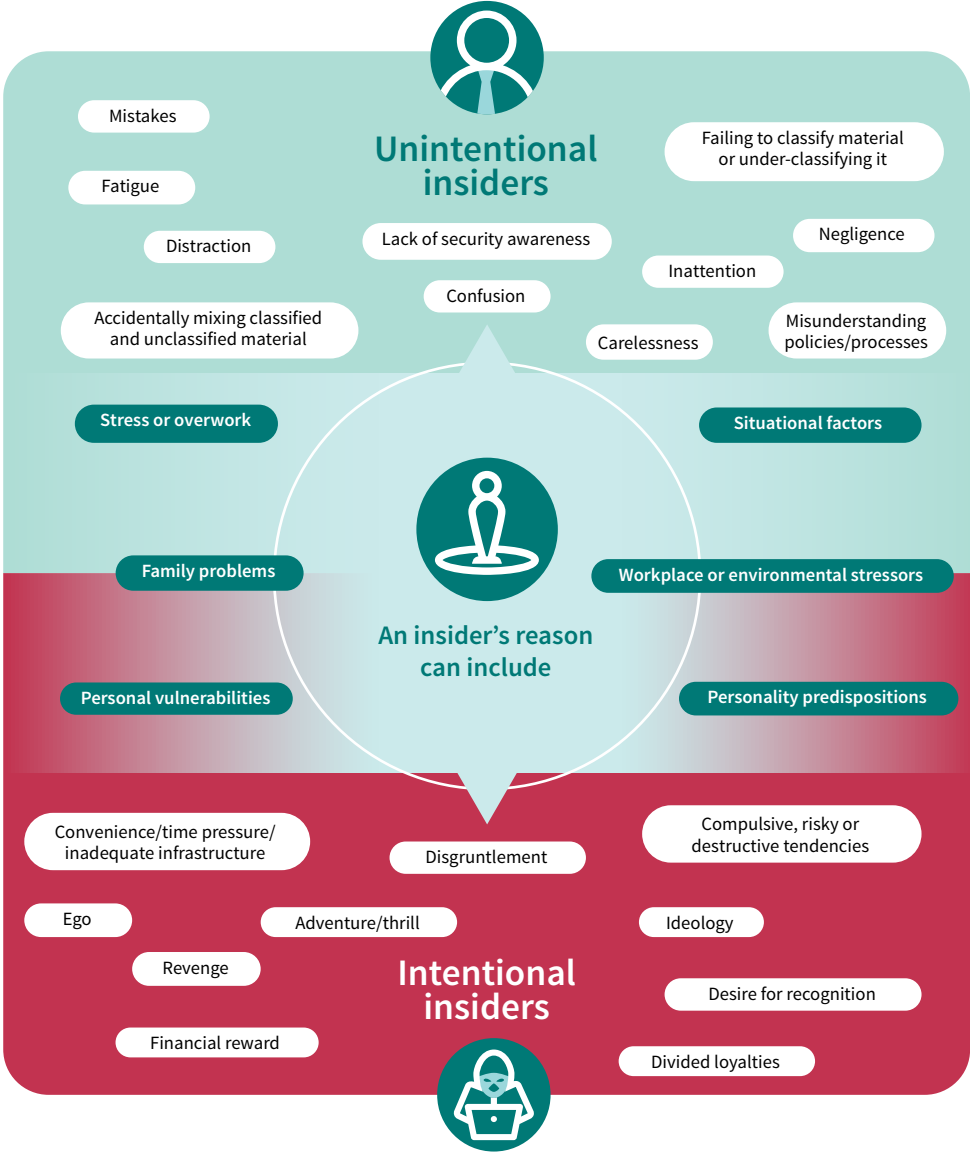 Unintentional
insiders
Mistakes
Failing to classify material
or under-classifying it
Fatigue
Distraction
Lack of security awareness
Negligence
Inattention
Confusion
Accidentally mixing classified
and unclassified material
Carelessness
Misunderstanding
policies/processes
Stress or overwork
Situational factors
Family problems
Workplace or environmental stressors
An insider’s reason
can include
Personal vulnerabilities
Personality predispositions
Convenience/time pressure/
inadequate infrastructure
Disgruntlement
Compulsive, risky or
destructive tendencies
Ego
Adventure/thrill
Ideology
Revenge
Intentional
insiders
Desire for recognition
Financial reward
Divided loyalties